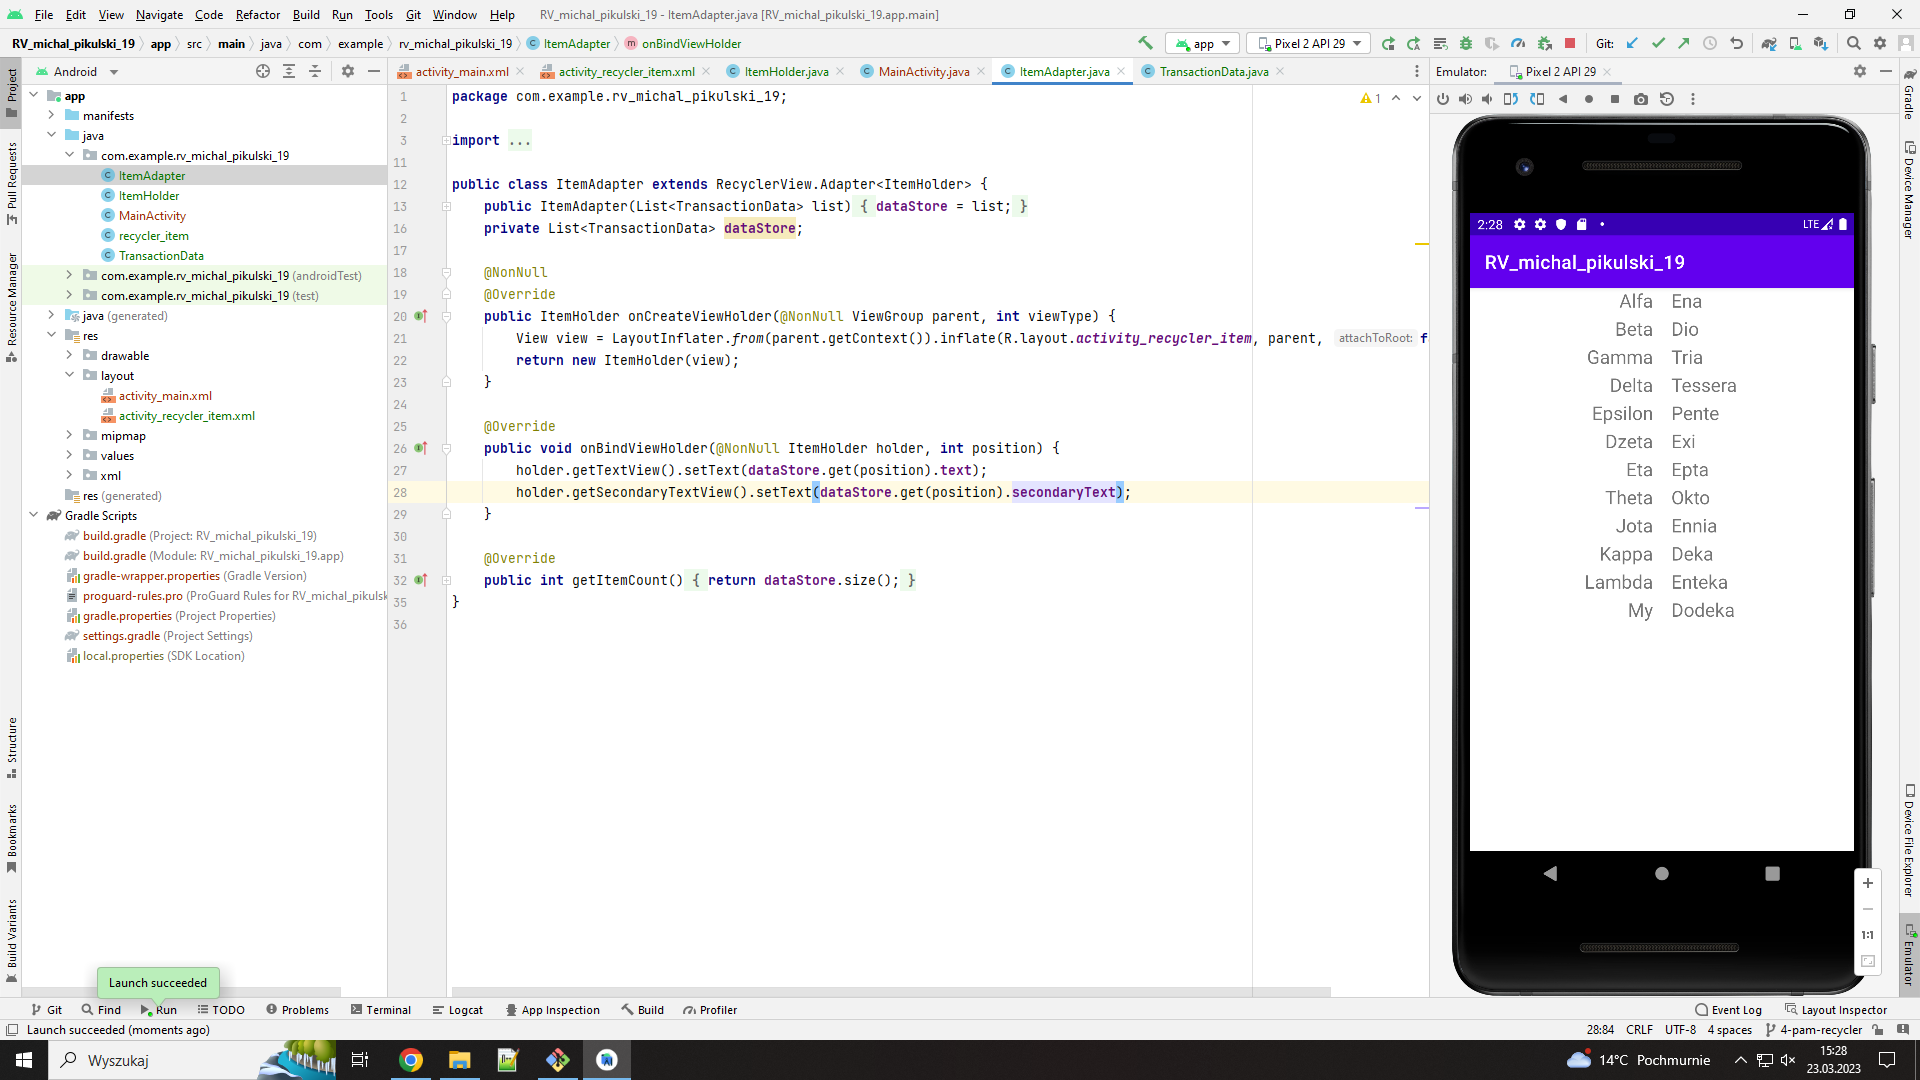 File Edit View Navigate Code Refactor Build Run Tools Git Window Help RV_michal_pikulski_19 - ItemAdapter.java [RV_michal_pikulski_19.app.main]
RV_michal_pikulski_19 app src main java com example rv_michal_pikulski_19 ItemAdapter onBindViewHolder app Pixel 2 API 29 Git:
Android activity_main.xml activity_recycler_item.xml ItemHolder.java MainActivity.java ItemAdapter.java TransactionData.java Emulator: Pixel 2 API 29
Project
Pull Requests
Resource Manager
Structure
Bookmarks
Build Variants
app
manifests
java
com.example.rv_michal_pikulski_19
ItemAdapter
ItemHolder
MainActivity
recycler_item
TransactionData
com.example.rv_michal_pikulski_19 (androidTest)
com.example.rv_michal_pikulski_19 (test)
java (generated)
res
drawable
layout
activity_main.xml
activity_recycler_item.xml
mipmap
values
xml
res (generated)
Gradle Scripts
build.gradle (Project: RV_michal_pikulski_19)
build.gradle (Module: RV_michal_pikulski_19.app)
gradle-wrapper.properties (Gradle Version)
proguard-rules.pro (ProGuard Rules for RV_michal_pikulsk
gradle.properties (Project Properties)
settings.gradle (Project Settings)
local.properties (SDK Location)
1 package com.example.rv_michal_pikulski_19; 1
2
3 import ...
11
12 public class ItemAdapter extends RecyclerView.Adapter<ItemHolder> {
13 public ItemAdapter(List<TransactionData> list) { dataStore = list; }
16 private List<TransactionData> dataStore;
17
18 @NonNull
19 @Override
20 public ItemHolder onCreateViewHolder(@NonNull ViewGroup parent, int viewType) {
21 View view = LayoutInflater.from(parent.getContext()).inflate(R.layout.activity_recycler_item, parent, attachToRoot: f
22 return new ItemHolder(view);
23 }
24
25 @Override
26 public void onBindViewHolder(@NonNull ItemHolder holder, int position) {
27 holder.getTextView().setText(dataStore.get(position).text);
28 holder.getSecondaryTextView().setText(dataStore.get(position).secondaryText);
29 }
30
31 @Override
32 public int getItemCount() { return dataStore.size(); }
35 }
36
2:28 LTE
RV_michal_pikulski_19
Alfa Ena
Beta Dio
Gamma Tria
Delta Tessera
Epsilon Pente
Dzeta Exi
Eta Epta
Theta Okto
Jota Ennia
Kappa Deka
Lambda Enteka
My Dodeka
1:1
Gradle
Device Manager
Device File Explorer
Emulator
Launch succeeded
Git Find Run TODO Problems Terminal Logcat App Inspection Build Profiler Event Log Layout Inspector
Launch succeeded (moments ago) 28:84 CRLF UTF-8 4 spaces 4-pam-recycler
Wyszukaj 14°C Pochmurnie 15:28
23.03.2023